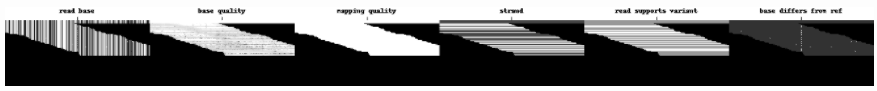 read base
base quality
mapping quality
strand
read supports variant
base differs from ref